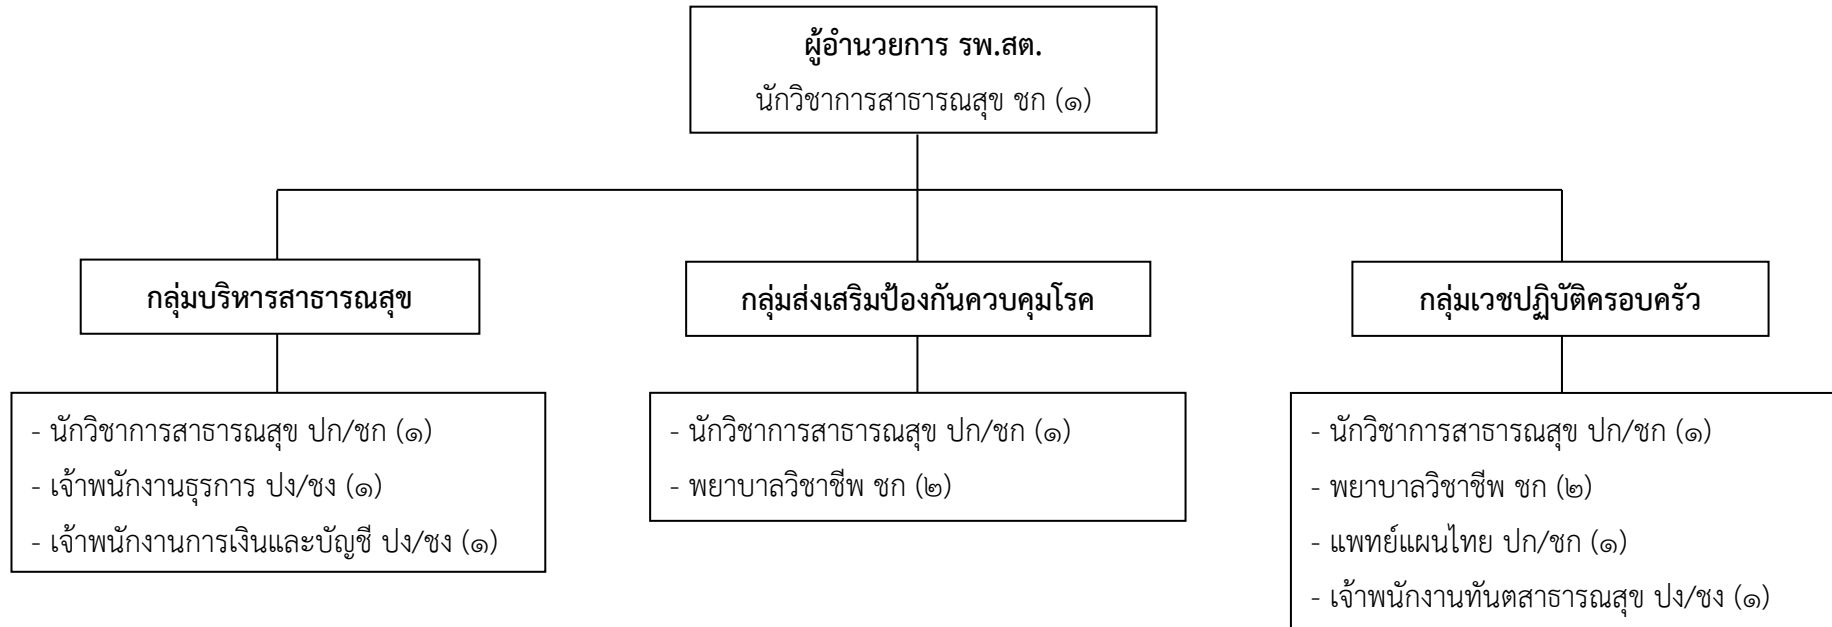 ผู้อำนวยการ รพ.สต.
นักวิชาการสาธารณสุข ชก (๑)
กลุ่มบริหารสาธารณสุข
กลุ่มส่งเสริมป้องกันควบคุมโรค
กลุ่มเวชปฏิบัติครอบครัว
- นักวิชาการสาธารณสุข ปก/ชก (๑)
- เจ้าพนักงานธุรการ ปง/ชง (๑)
- เจ้าพนักงานการเงินและบัญชี ปง/ชง (๑)
- นักวิชาการสาธารณสุข ปก/ชก (๑)
- พยาบาลวิชาชีพ ชก (๒)
- นักวิชาการสาธารณสุข ปก/ชก (๑)
- พยาบาลวิชาชีพ ชก (๒)
- แพทย์แผนไทย ปก/ชก (๑)
- เจ้าพนักงานทันตสาธารณสุข ปง/ชง (๑)